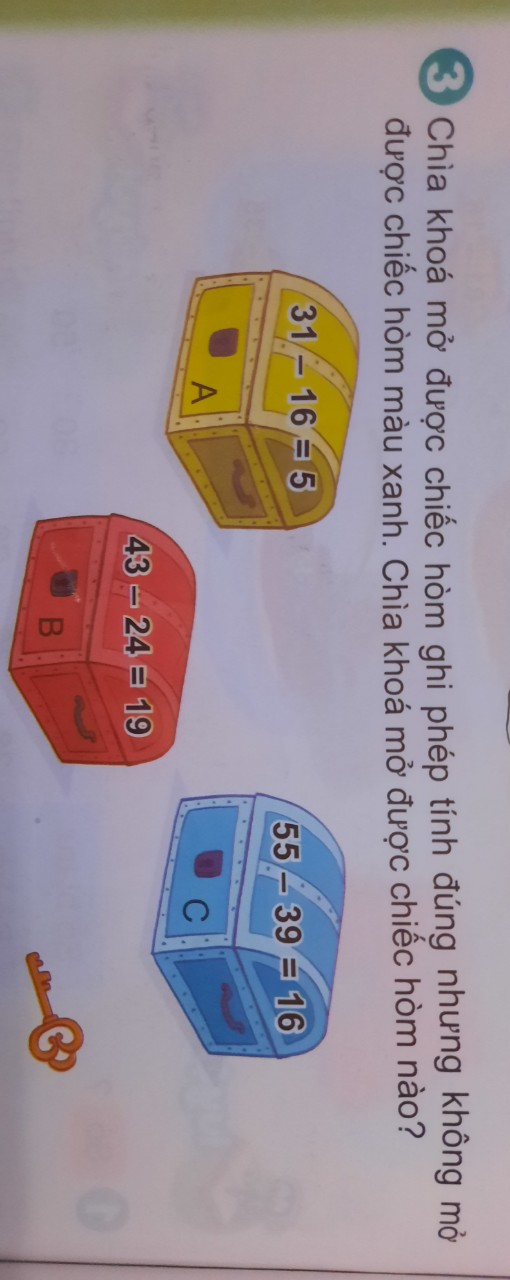 3 Chìa khoá mở được chiếc hòm ghi phép tính đúng nhưng không mở
được chiếc hòm màu xanh. Chìa khoá mở được chiếc hòm nào?
31 – 16 = 5
A
43 – 24 = 19
B
55 – 39 = 16
C